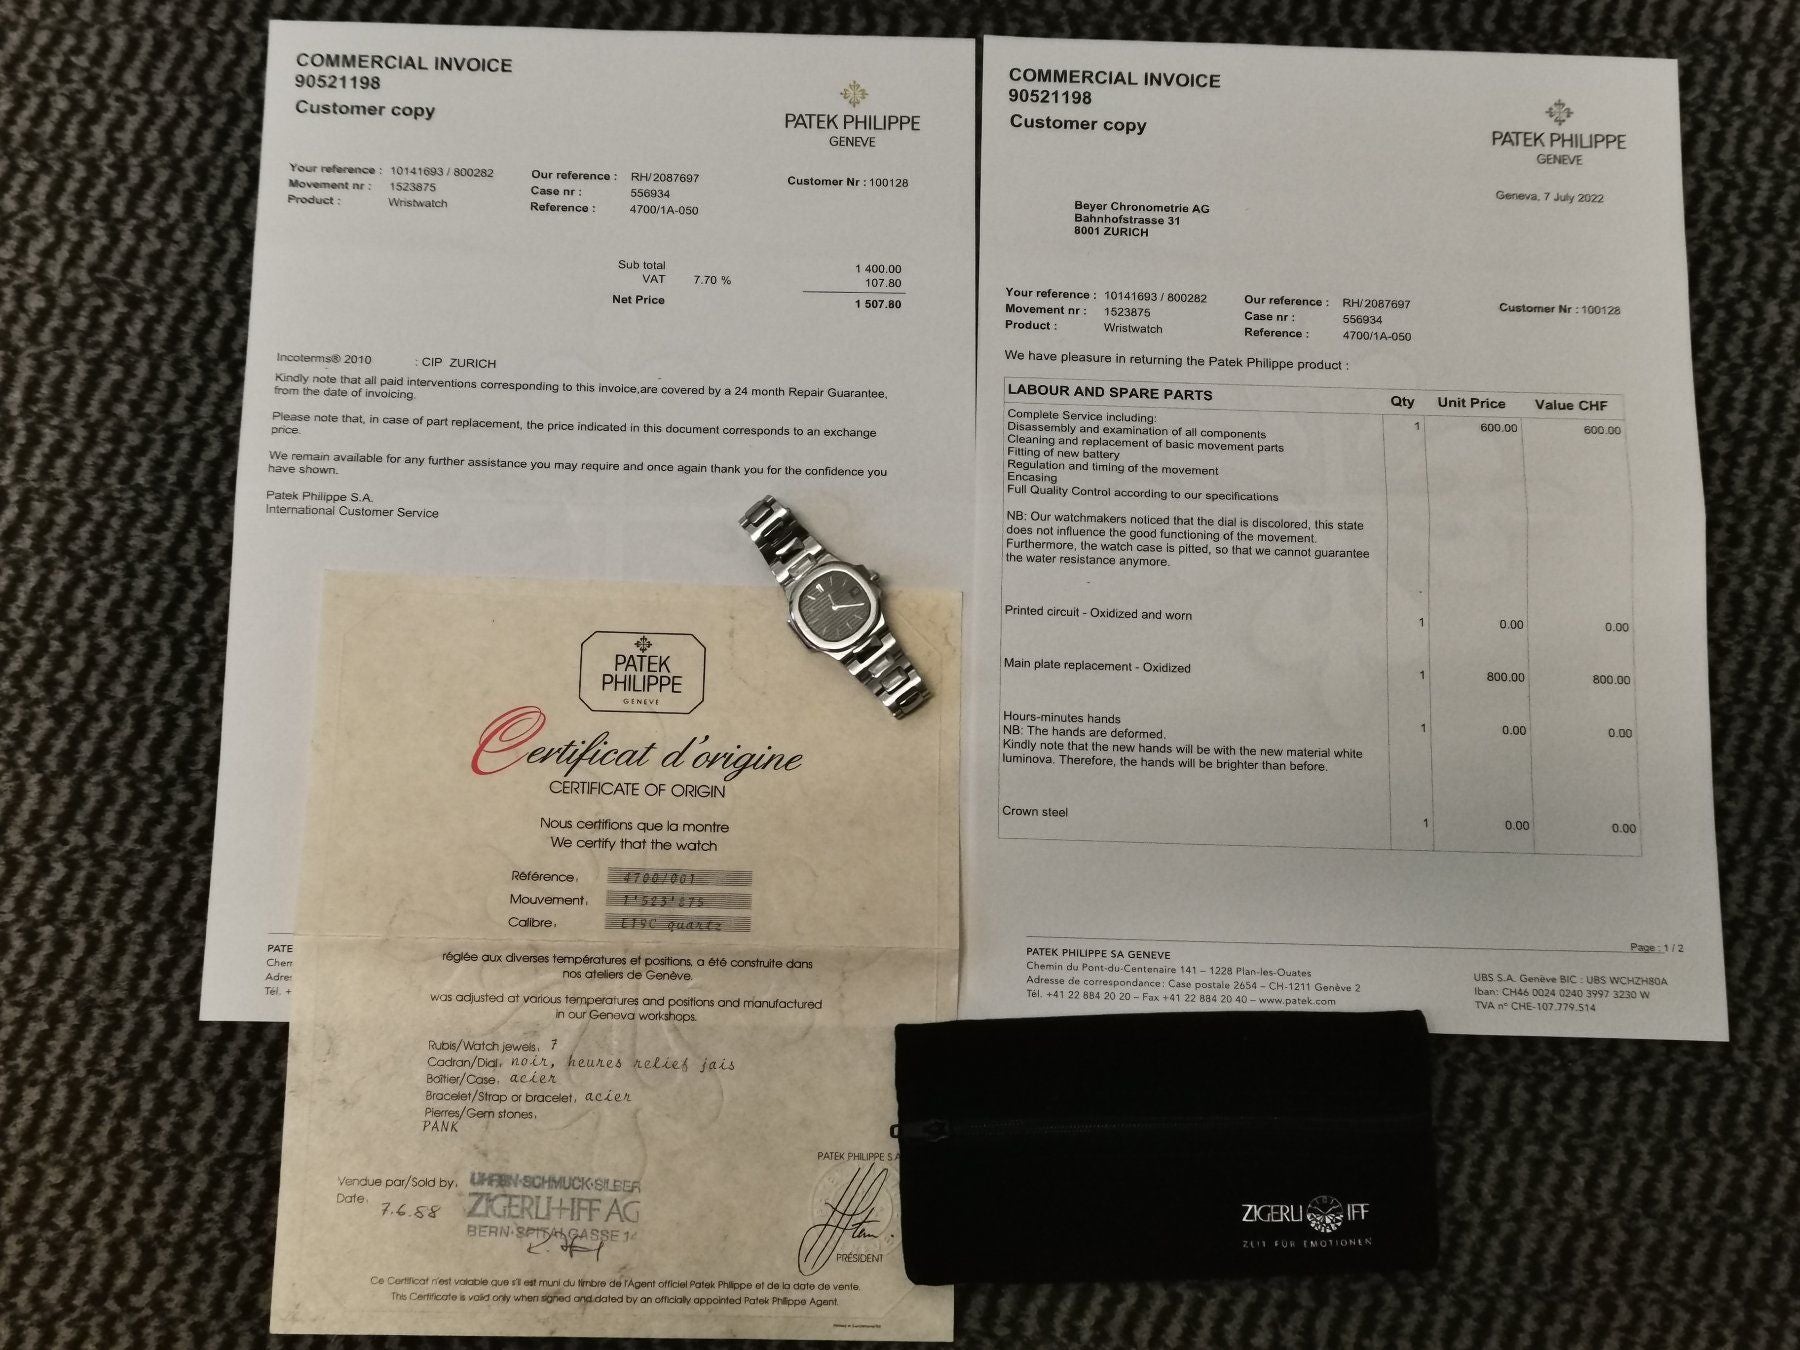 COMMERCIAL INVOICE
90521198
Customer copy
PATEK PHILIPPE
GENEVE
Your reference : 10141693 / 800282
Movement nr : 1523875
Product : Wristwatch
Our reference : RH/2087697
Case nr : 556934
Reference : 4700/1A-050
Customer Nr : 100128
Sub total 1 400.00
VAT 7.70 % 107.80
Net Price 1 507.80
Incoterms® 2010 : CIP ZURICH
Kindly note that all paid interventions corresponding to this invoice,are covered by a 24 month Repair Guarantee,
from the date of invoicing.
Please note that, in case of part replacement, the price indicated in this document corresponds to an exchange
price.
We remain available for any further assistance you may require and once again thank you for the confidence you
have shown.
Patek Philippe S.A.
International Customer Service
PATE
Chem
Adre
Tél. +
COMMERCIAL INVOICE
90521198
Customer copy
PATEK PHILIPPE
GENEVE
Geneva, 7 July 2022
Beyer Chronometrie AG
Bahnhofstrasse 31
8001 ZURICH
Your reference : 10141693 / 800282
Movement nr : 1523875
Product : Wristwatch
Our reference : RH/2087697
Case nr : 556934
Reference : 4700/1A-050
Customer Nr : 100128
We have pleasure in returning the Patek Philippe product :
LABOUR AND SPARE PARTS Qty Unit Price Value CHF
Complete Service including: 1 600.00 600.00
Disassembly and examination of all components
Cleaning and replacement of basic movement parts
Fitting of new battery
Regulation and timing of the movement
Encasing
Full Quality Control according to our specifications
NB: Our watchmakers noticed that the dial is discolored, this state
does not influence the good functioning of the movement.
Furthermore, the watch case is pitted, so that we cannot guarantee
the water resistance anymore.
Printed circuit - Oxidized and worn 1 0.00 0.00
Main plate replacement - Oxidized 1 800.00 800.00
Hours-minutes hands 1 0.00 0.00
NB: The hands are deformed.
Kindly note that the new hands will be with the new material white
luminova. Therefore, the hands will be brighter than before.
Crown steel 1 0.00 0.00
Page : 1 / 2
PATEK PHILIPPE SA GENEVE
Chemin du Pont-du-Centenaire 141 – 1228 Plan-les-Ouates
Adresse de correspondance: Case postale 2654 – CH-1211 Genève 2
Tél. +41 22 884 20 20 – Fax +41 22 884 20 40 – www.patek.com
UBS S.A. Genève BIC : UBS WCHZH80A
Iban: CH46 0024 0240 3997 3230 W
TVA n° CHE-107.779.514
PATEK
PHILIPPE
GENEVE
Certificat d'origine
CERTIFICATE OF ORIGIN
Nous certifions que la montre
We certify that the watch
Référence, 4700/001
Mouvement, 1'523'875
Calibre, E19C quartz
réglée aux diverses températures et positions, a été construite dans
nos ateliers de Genève.
was adjusted at various temperatures and positions and manufactured
in our Geneva workshops.
Rubis/Watch jewels, 7
Cadran/Dial, noir, heures relief jais
Boîtier/Case, acier
Bracelet/Strap or bracelet, acier
Pierres/Gem stones,
PANK
PATEK PHILIPPE S.A
Vendue par/Sold by, UHREN·SCHMUCK·SILBER
ZIGERLI+IFF AG
BERN·SPITALGASSE 14
Date, 7.6.88
PRÉSIDENT
Ce Certificat n'est valable que s'il est muni du timbre de l'Agent officiel Patek Philippe et de la date de vente.
This Certificate is valid only when signed and dated by an officially appointed Patek Philippe Agent.
ZIGERLI IFF
ZEIT FÜR EMOTIONEN